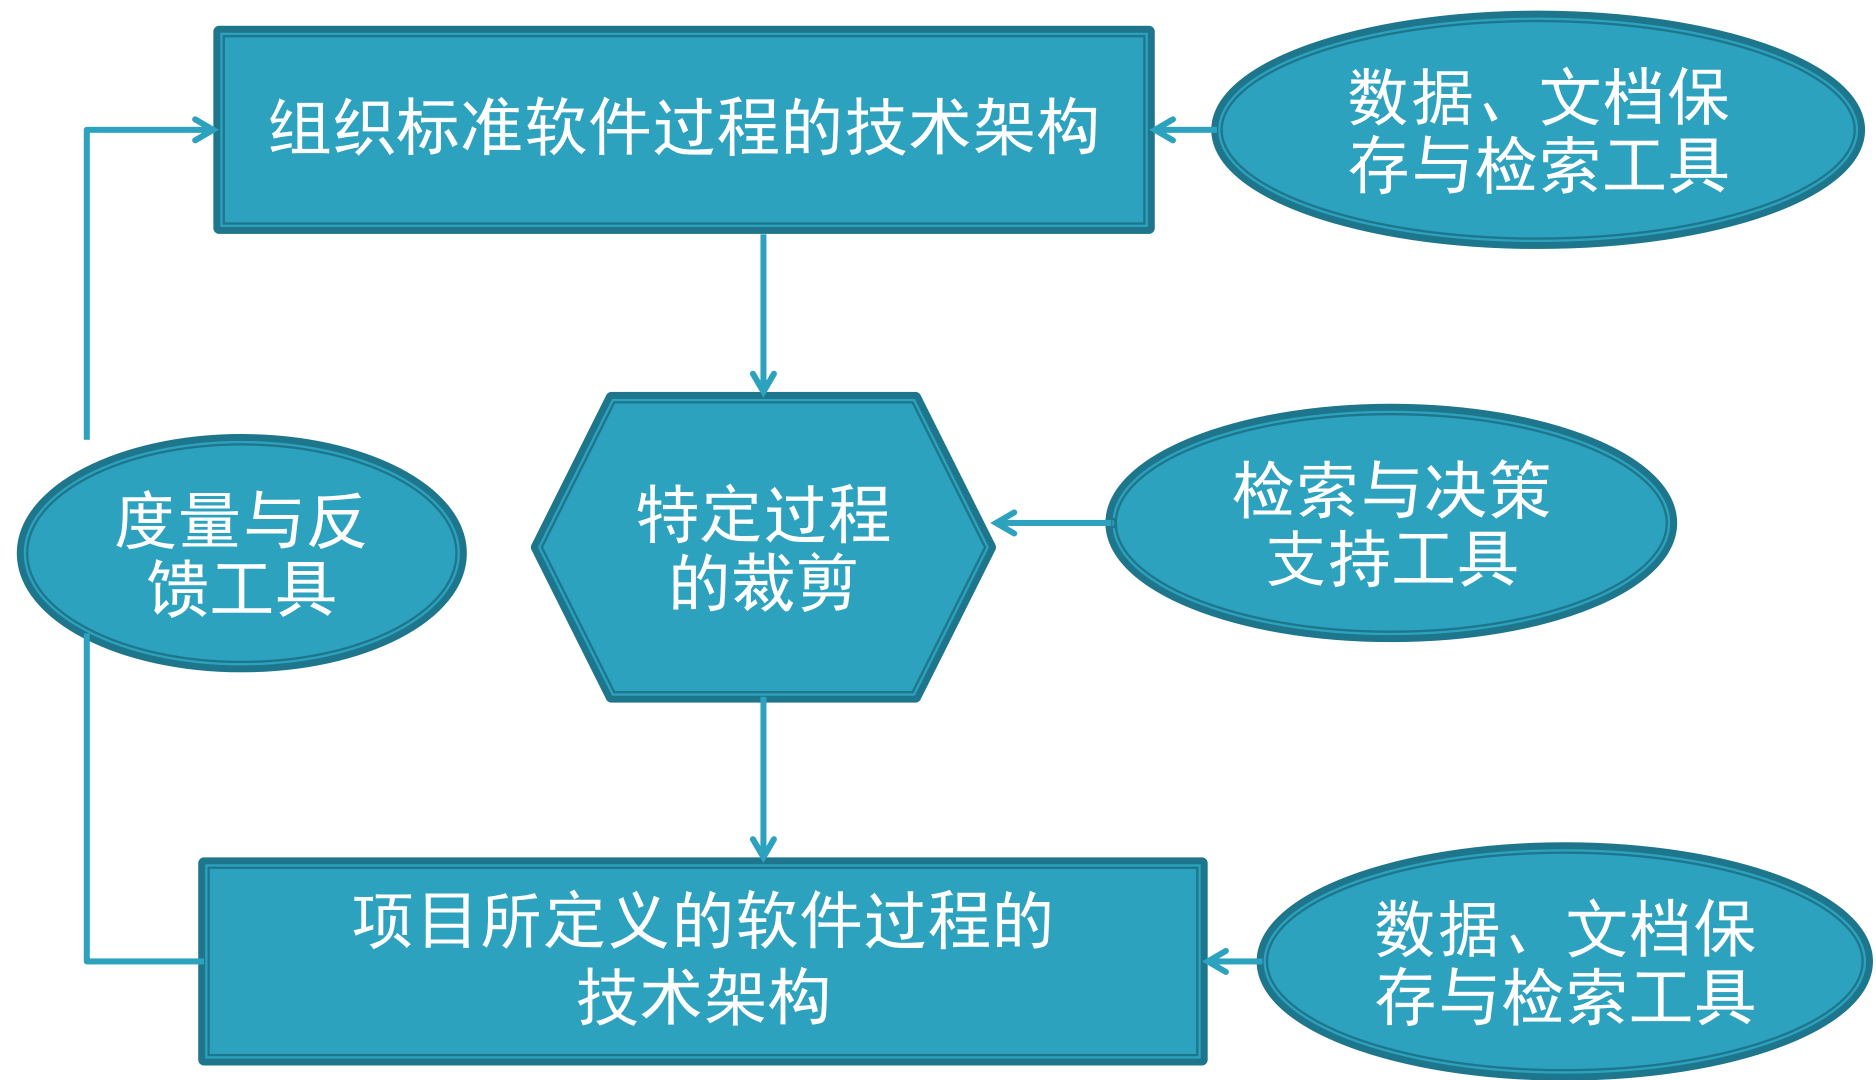 组织标准软件过程的技术架构
数据、文档保
存与检索工具
度量与反
馈工具
特定过程
的裁剪
检索与决策
支持工具
项目所定义的软件过程的
技术架构
数据、文档保
存与检索工具